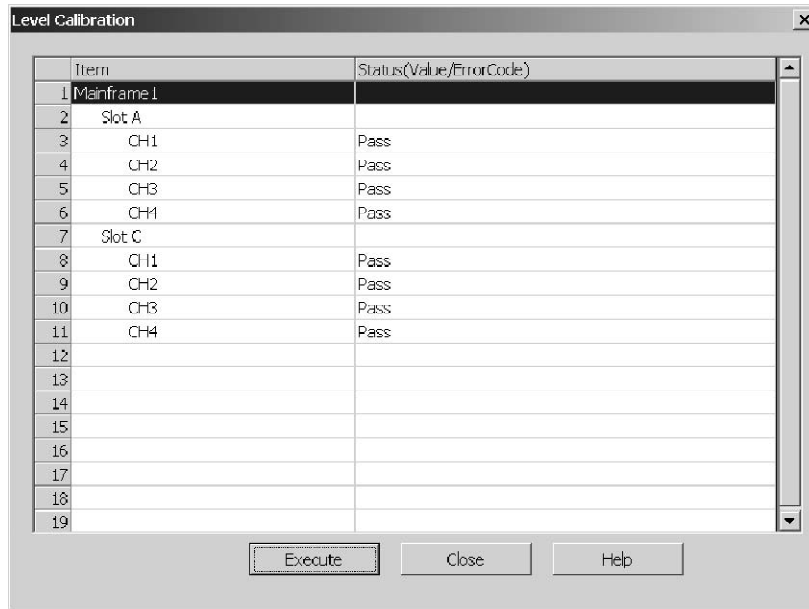 Level Calibration
Item Status(Value/ErrorCode)
1 Mainframe1
2 Slot A
3 CH1 Pass
4 CH2 Pass
5 CH3 Pass
6 CH4 Pass
7 Slot C
8 CH1 Pass
9 CH2 Pass
10 CH3 Pass
11 CH4 Pass
12
13
14
15
16
17
18
19
Execute Close Help